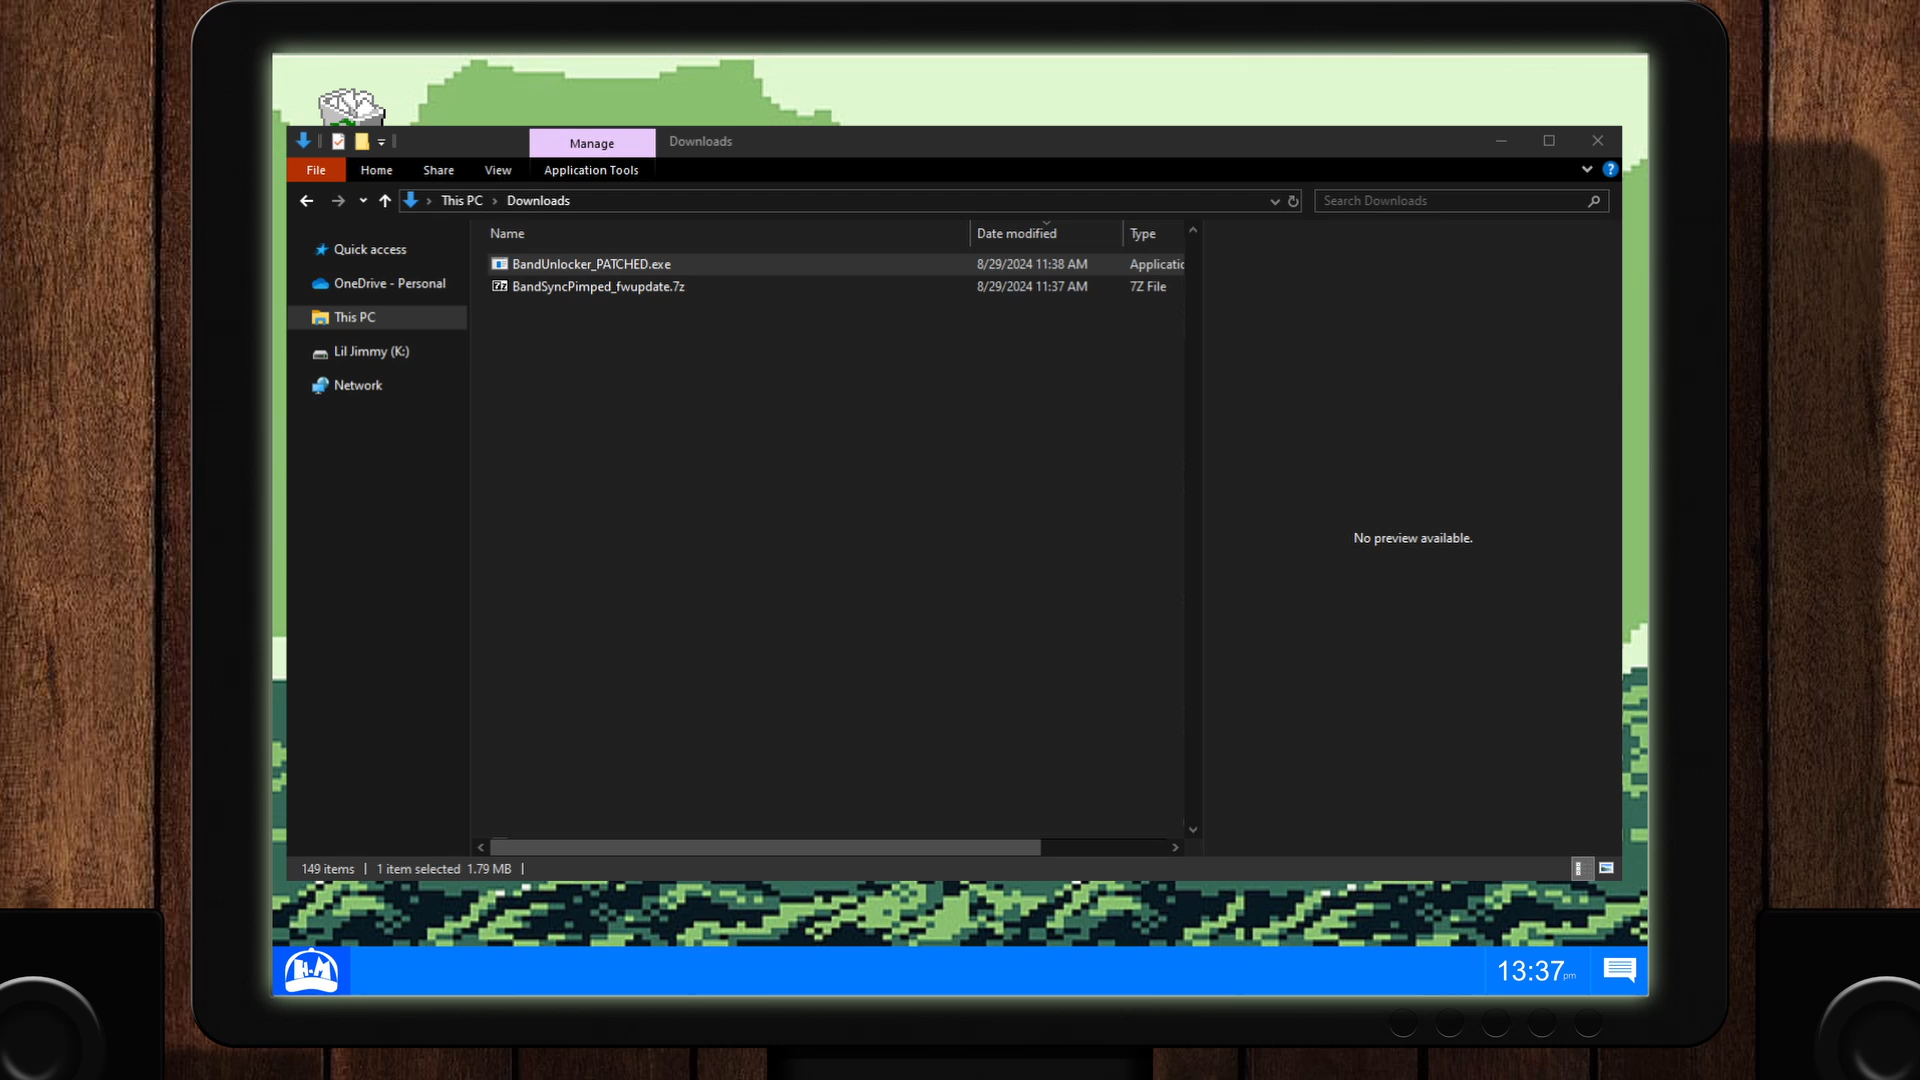 Manage
Downloads
File
Home
Share
View
Application Tools
?
This PC
Downloads
Search Downloads
Name
Date modified
Type
Quick access
BandUnlocker_PATCHED.exe
8/29/2024 11:38 AM
Applicatic
OneDrive - Personal
BandSyncPimped_fwupdate.7z
8/29/2024 11:37 AM
7Z File
This PC
Lil Jimmy (K:)
Network
No preview available.
149 items
1 item selected 1.79 MB
H-M
13:37pm